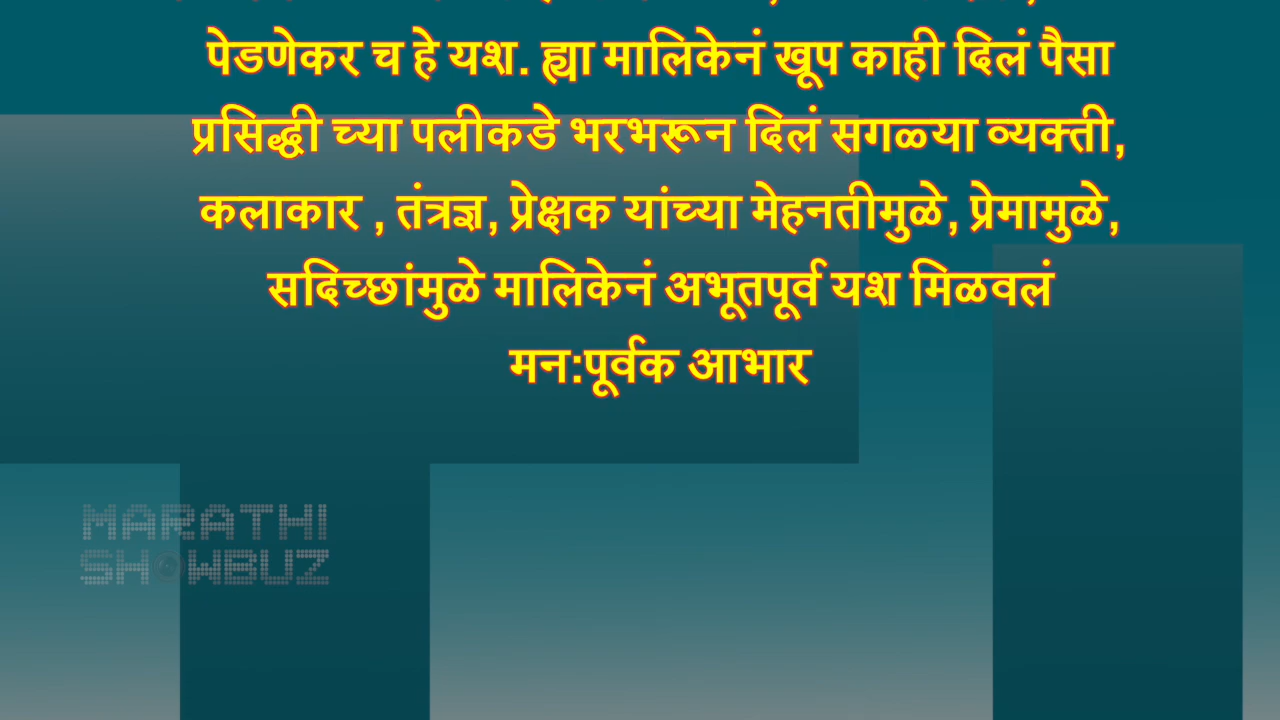 पेडणेकर च हे यश. ह्या मालिकेनं खूप काही दिलं पैसा
प्रसिद्धी च्या पलीकडे भरभरून दिलं सगळ्या व्यक्ती,
कलाकार , तंत्रज्ञ, प्रेक्षक यांच्या मेहनतीमुळे, प्रेमामुळे,
सदिच्छांमुळे मालिकेनं अभूतपूर्व यश मिळवलं
मन:पूर्वक आभार
MARATHI
SHOWBUZ